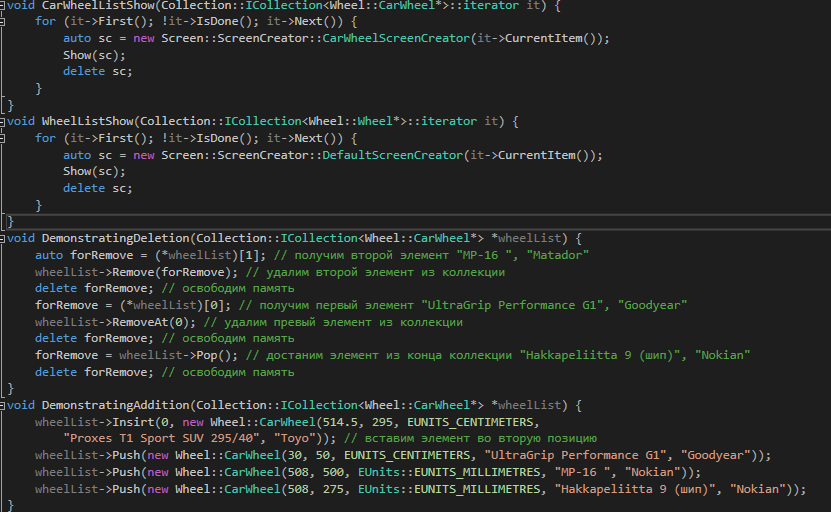 void CarWheelListShow(Collection::ICollection<Wheel::CarWheel*>::iterator it) {
for (it->First(); !it->IsDone(); it->Next()) {
auto sc = new Screen::ScreenCreator::CarWheelScreenCreator(it->CurrentItem());
Show(sc);
delete sc;
}
}
void WheelListShow(Collection::ICollection<Wheel::Wheel*>::iterator it) {
for (it->First(); !it->IsDone(); it->Next()) {
auto sc = new Screen::ScreenCreator::DefaultScreenCreator(it->CurrentItem());
Show(sc);
delete sc;
}
}
void DemonstratingDeletion(Collection::ICollection<Wheel::CarWheel*> *wheelList) {
auto forRemove = (*wheelList)[1]; // получим второй элемент "MP-16 ", "Matador"
wheelList->Remove(forRemove); // удалим второй элемент из коллекции
delete forRemove; // освободим память
forRemove = (*wheelList)[0]; // получим первый элемент "UltraGrip Performance G1", "Goodyear"
wheelList->RemoveAt(0); // удалим превый элемент из коллекции
delete forRemove; // освободим память
forRemove = wheelList->Pop(); // достаним элемент из конца коллекции "Hakkapeliitta 9 (шип)", "Nokian"
delete forRemove; // освободим память
}
void DemonstratingAddition(Collection::ICollection<Wheel::CarWheel*> *wheelList) {
wheelList->Insirt(0, new Wheel::CarWheel(514.5, 295, EUNITS_CENTIMETERS,
"Proxes T1 Sport SUV 295/40", "Toyo")); // вставим элемент во вторую позицию
wheelList->Push(new Wheel::CarWheel(30, 50, EUNITS_CENTIMETERS, "UltraGrip Performance G1", "Goodyear"));
wheelList->Push(new Wheel::CarWheel(508, 500, EUnits::EUNITS_MILLIMETRES, "MP-16 ", "Nokian"));
wheelList->Push(new Wheel::CarWheel(508, 275, EUnits::EUNITS_MILLIMETRES, "Hakkapeliitta 9 (шип)", "Nokian"));
}